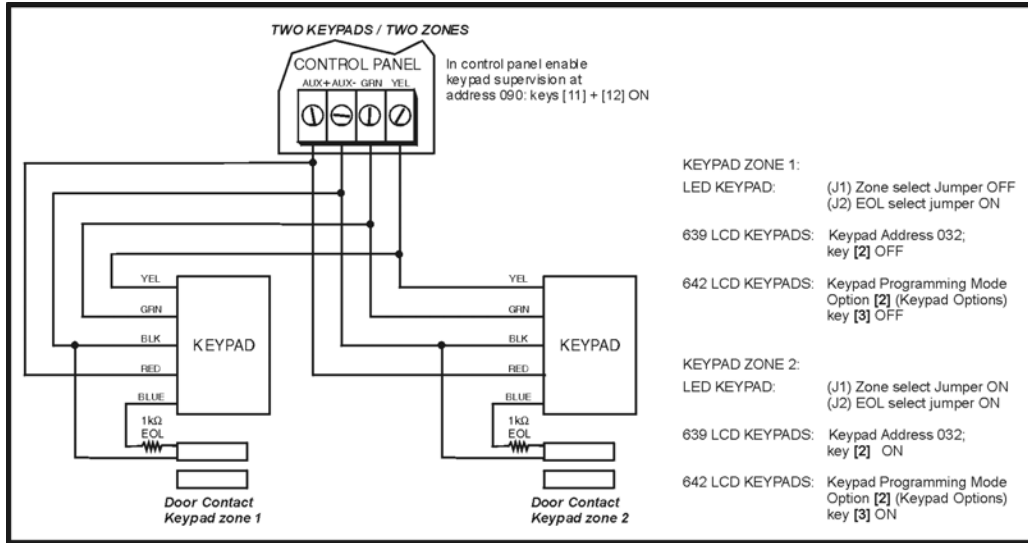 TWO KEYPADS / TWO ZONES
CONTROL PANEL
AUX+ AUX- GRN YEL
In control panel enable
keypad supervision at
address 090: keys [11] + [12] ON
YEL
GRN
BLK
RED
BLUE
KEYPAD
1kΩ
EOL
Door Contact
Keypad zone 1
YEL
GRN
BLK
RED
BLUE
KEYPAD
1kΩ
EOL
Door Contact
Keypad zone 2
KEYPAD ZONE 1:
LED KEYPAD: (J1) Zone select Jumper OFF
(J2) EOL select jumper ON
639 LCD KEYPADS: Keypad Address 032;
key [2] OFF
642 LCD KEYPADS: Keypad Programming Mode
Option [2] (Keypad Options)
key [3] OFF
KEYPAD ZONE 2:
LED KEYPAD: (J1) Zone select Jumper ON
(J2) EOL select jumper ON
639 LCD KEYPADS: Keypad Address 032;
key [2] ON
642 LCD KEYPADS: Keypad Programming Mode
Option [2] (Keypad Options)
key [3] ON